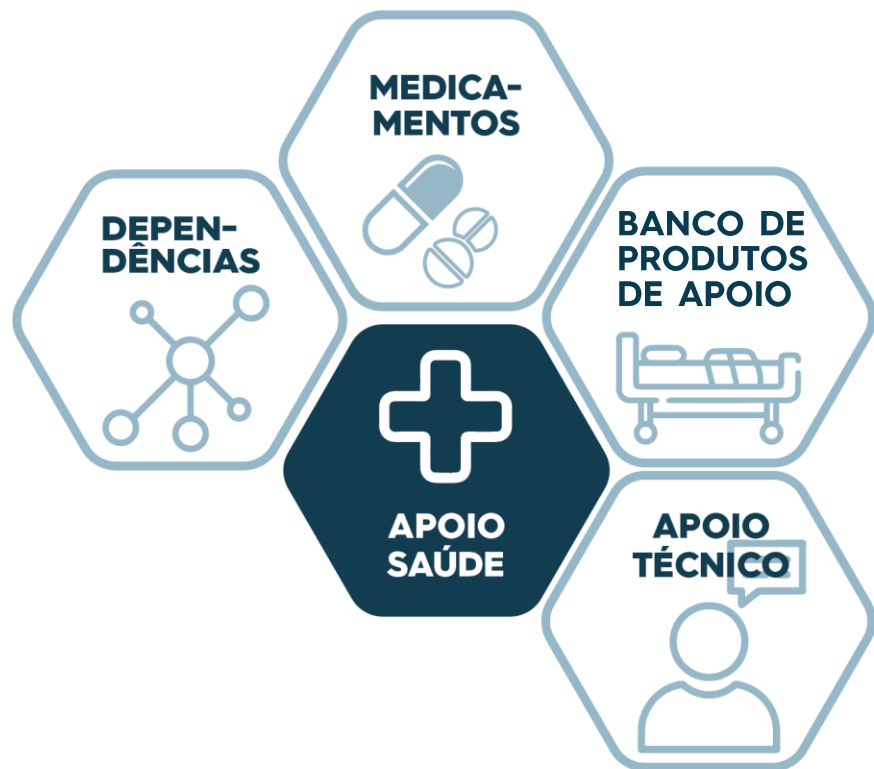 MEDICA-
MENTOS
DEPEN-
DÊNCIAS
BANCO DE
PRODUTOS
DE APOIO
APOIO
SAÚDE
APOIO
TÉCNICO